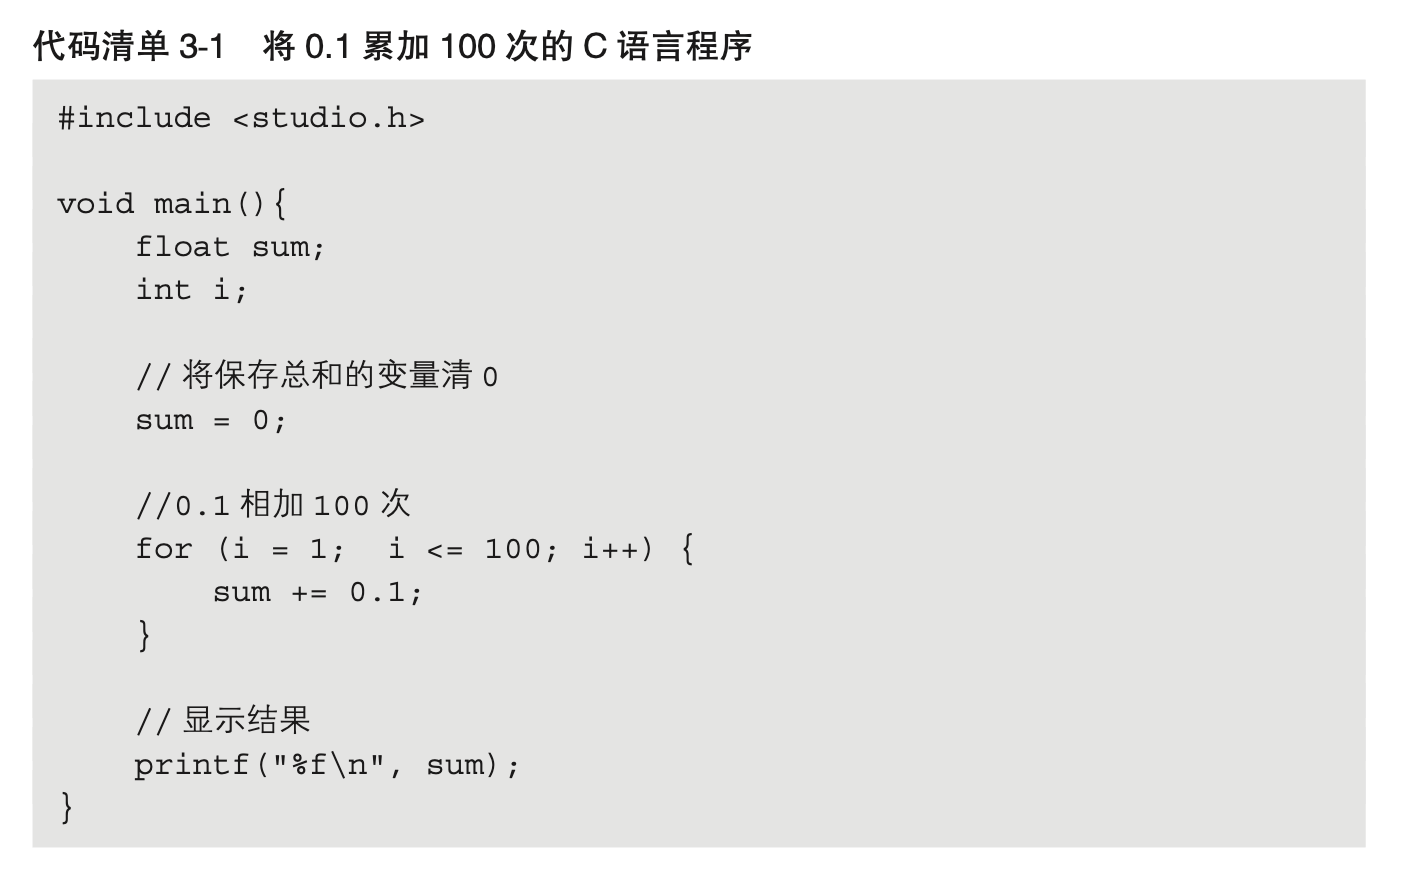 代码清单 3-1 将 0.1 累加 100 次的 C 语言程序
#include <studio.h>
void main(){
float sum;
int i;
// 将保存总和的变量清 0
sum = 0;
//0.1 相加 100 次
for (i = 1;  i <= 100; i++) {
sum += 0.1;
}
// 显示结果
printf("%f\n", sum);
}